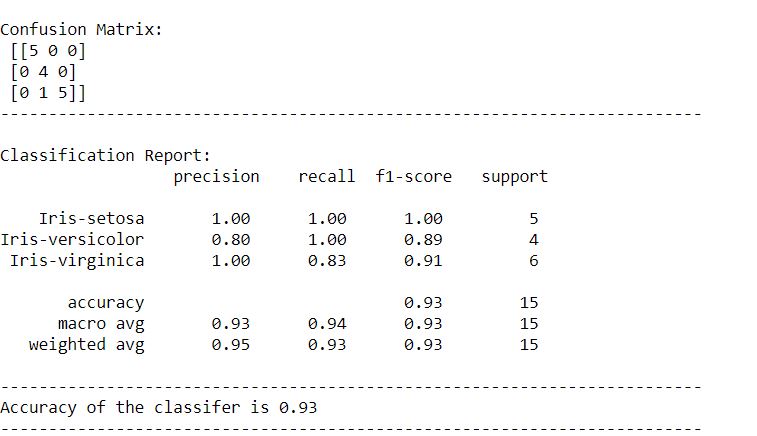 Confusion Matrix:
[[5 0 0]
[0 4 0]
[0 1 5]]
-------------------------------------------------------------------------
Classification Report:
precision recall f1-score support
Iris-setosa 1.00 1.00 1.00 5
Iris-versicolor 0.80 1.00 0.89 4
Iris-virginica 1.00 0.83 0.91 6
accuracy 0.93 15
macro avg 0.93 0.94 0.93 15
weighted avg 0.95 0.93 0.93 15
-------------------------------------------------------------------------
Accuracy of the classifer is 0.93
-------------------------------------------------------------------------